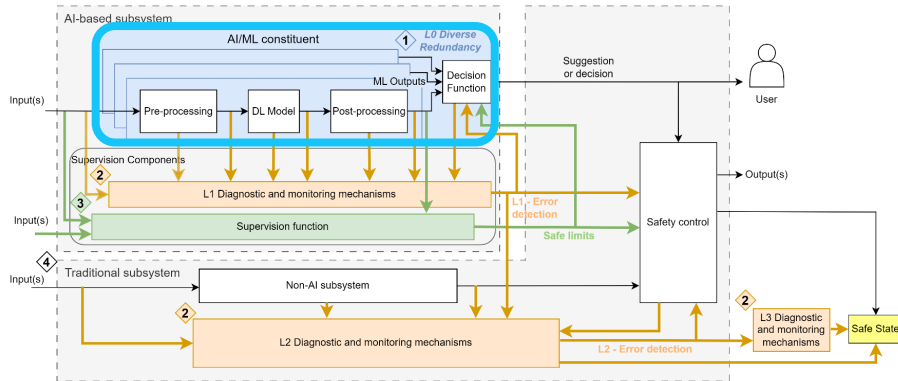 AI-based subsystem
AI/ML constituent
1
L0 Diverse
Redundancy
ML Outputs
Decision
Function
Suggestion
or decision
User
Input(s)
Pre-processing
DL Model
Post-processing
Supervision Components
2
L1 Diagnostic and monitoring mechanisms
L1 - Error
detection
3
Input(s)
Supervision function
Safe limits
Safety control
Output(s)
4
Traditional subsystem
Input(s)
Non-AI subsystem
2
L2 Diagnostic and monitoring mechanisms
L2 - Error detection
2
L3 Diagnostic
and monitoring
mechanisms
Safe State